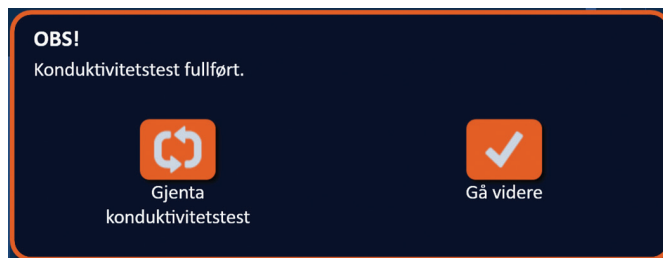 OBS!
Konduktivitetstest fullført.
Gjenta
konduktivitetstest
Gå videre